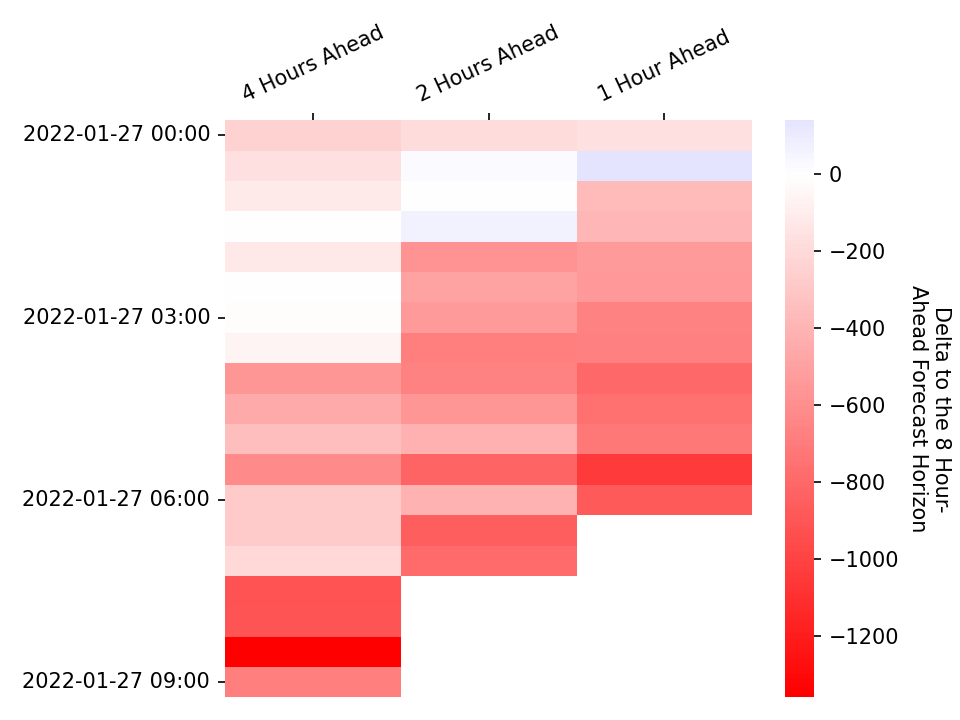 4 Hours Ahead
2 Hours Ahead
1 Hour Ahead
2022-01-27 00:00
2022-01-27 03:00
2022-01-27 06:00
2022-01-27 09:00
0
−200
−400
−600
−800
−1000
−1200
Delta to the 8 Hour-
Ahead Forecast Horizon